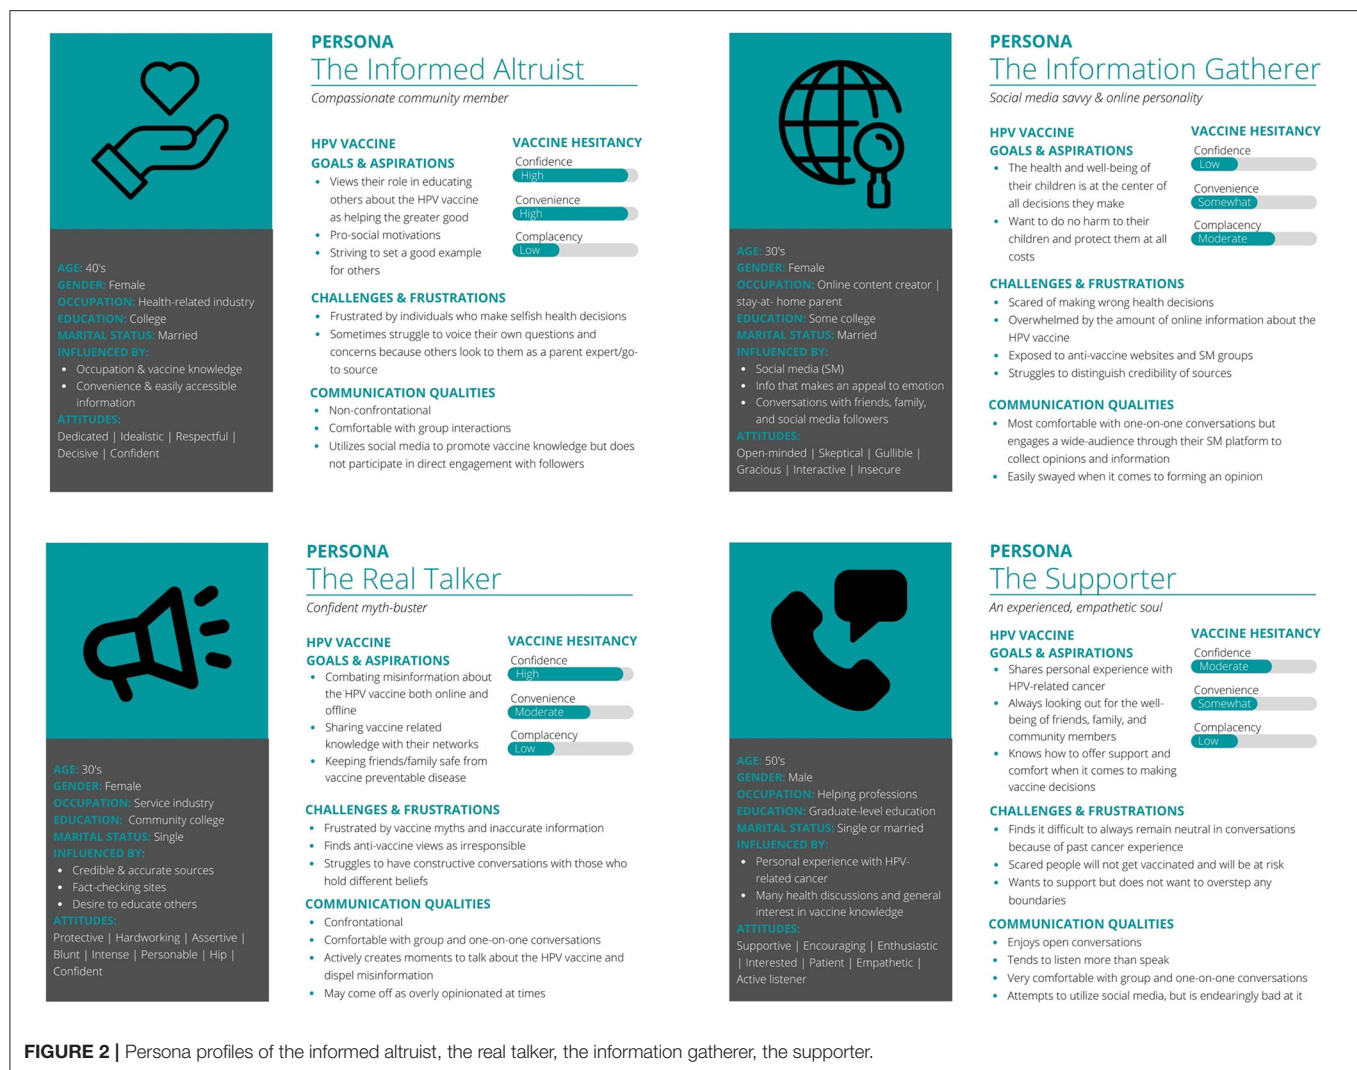 PERSONA
The Informed Altruist
Compassionate community member
HPV VACCINE
GOALS & ASPIRATIONS
• Views their role in educating
others about the HPV vaccine
as helping the greater good
• Pro-social motivations
• Striving to set a good example
for others
VACCINE HESITANCY
Confidence
High
Convenience
High
Complacency
Low
CHALLENGES & FRUSTRATIONS
• Frustrated by individuals who make selfish health decisions
• Sometimes struggle to voice their own questions and
concerns because others look to them as a parent expert/go-
to source
COMMUNICATION QUALITIES
• Non-confrontational
• Comfortable with group interactions
• Utilizes social media to promote vaccine knowledge but does
not participate in direct engagement with followers
AGE: 40's
GENDER: Female
OCCUPATION: Health-related industry
EDUCATION: College
MARITAL STATUS: Married
INFLUENCED BY:
• Occupation & vaccine knowledge
• Convenience & easily accessible
information
ATTITUDES:
Dedicated | Idealistic | Respectful |
Decisive | Confident
PERSONA
The Information Gatherer
Social media savvy & online personality
HPV VACCINE
GOALS & ASPIRATIONS
• The health and well-being of
their children is at the center of
all decisions they make
• Want to do no harm to their
children and protect them at all
costs
VACCINE HESITANCY
Confidence
Low
Convenience
Somewhat
Complacency
Moderate
CHALLENGES & FRUSTRATIONS
• Scared of making wrong health decisions
• Overwhelmed by the amount of online information about the
HPV vaccine
• Exposed to anti-vaccine websites and SM groups
• Struggles to distinguish credibility of sources
COMMUNICATION QUALITIES
• Most comfortable with one-on-one conversations but
engages a wide-audience through their SM platform to
collect opinions and information
• Easily swayed when it comes to forming an opinion
AGE: 30's
GENDER: Female
OCCUPATION: Online content creator |
stay-at- home parent
EDUCATION: Some college
MARITAL STATUS: Married
INFLUENCED BY:
• Social media (SM)
• Info that makes an appeal to emotion
• Conversations with friends, family,
and social media followers
ATTITUDES:
Open-minded | Skeptical | Gullible |
Gracious | Interactive | Insecure
PERSONA
The Real Talker
Confident myth-buster
HPV VACCINE
GOALS & ASPIRATIONS
• Combating misinformation about
the HPV vaccine both online and
offline
• Sharing vaccine related
knowledge with their networks
• Keeping friends/family safe from
vaccine preventable disease
VACCINE HESITANCY
Confidence
High
Convenience
Moderate
Complacency
Low
CHALLENGES & FRUSTRATIONS
• Frustrated by vaccine myths and inaccurate information
• Finds anti-vaccine views as irresponsible
• Struggles to have constructive conversations with those who
hold different beliefs
COMMUNICATION QUALITIES
• Confrontational
• Comfortable with group and one-on-one conversations
• Actively creates moments to talk about the HPV vaccine and
dispel misinformation
• May come off as overly opinionated at times
AGE: 30's
GENDER: Female
OCCUPATION: Service industry
EDUCATION: Community college
MARITAL STATUS: Single
INFLUENCED BY:
• Credible & accurate sources
• Fact-checking sites
• Desire to educate others
ATTITUDES:
Protective | Hardworking | Assertive |
Blunt | Intense | Personable | Hip |
Confident
PERSONA
The Supporter
An experienced, empathetic soul
HPV VACCINE
GOALS & ASPIRATIONS
• Shares personal experience with
HPV-related cancer
• Always looking out for the well-
being of friends, family, and
community members
• Knows how to offer support and
comfort when it comes to making
vaccine decisions
VACCINE HESITANCY
Confidence
Moderate
Convenience
Somewhat
Complacency
Low
CHALLENGES & FRUSTRATIONS
• Finds it difficult to always remain neutral in conversations
because of past cancer experience
• Scared people will not get vaccinated and will be at risk
• Wants to support but does not want to overstep any
boundaries
COMMUNICATION QUALITIES
• Enjoys open conversations
• Tends to listen more than speak
• Very comfortable with group and one-on-one conversations
• Attempts to utilize social media, but is endearingly bad at it
AGE: 50's
GENDER: Male
OCCUPATION: Helping professions
EDUCATION: Graduate-level education
MARITAL STATUS: Single or married
INFLUENCED BY:
• Personal experience with HPV-
related cancer
• Many health discussions and general
interest in vaccine knowledge
ATTITUDES:
Supportive | Encouraging | Enthusiastic
| Interested | Patient | Empathetic |
Active listener
FIGURE 2 | Persona profiles of the informed altruist, the real talker, the information gatherer, the supporter.